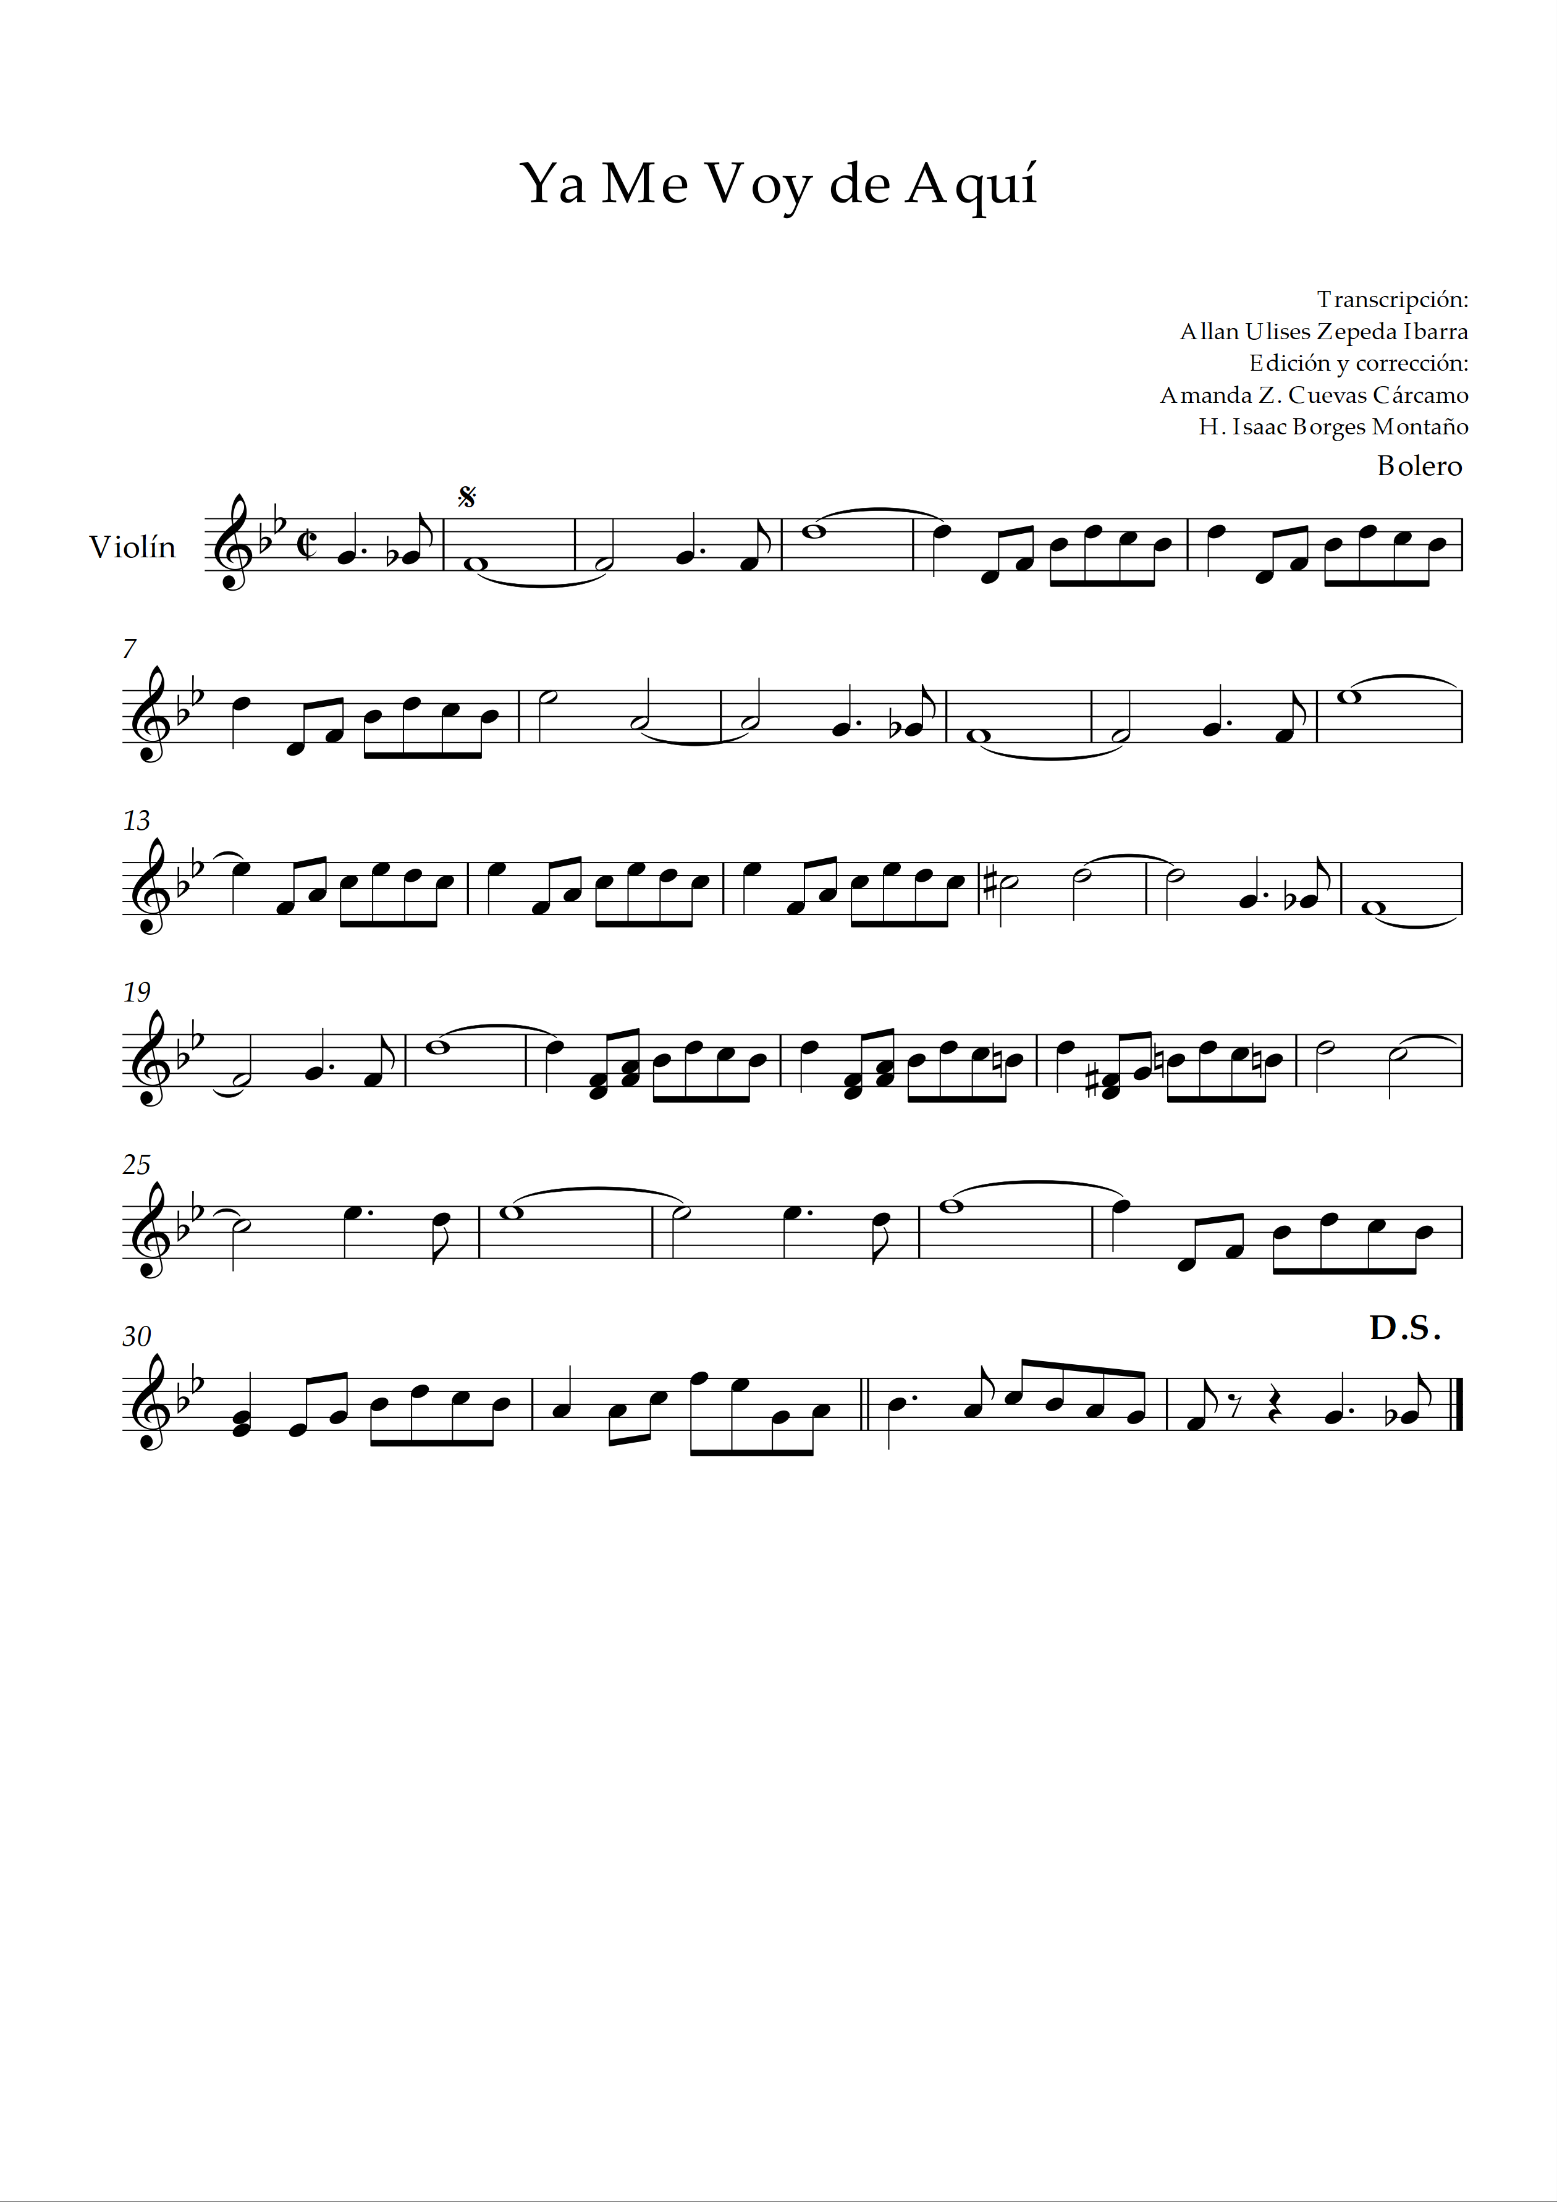 Ya Me Voy de Aquí
Transcripción:
Allan Ulises Zepeda Ibarra
Edición y corrección:
Amanda Z. Cuevas Cárcamo
H. Isaac Borges Montaño
Bolero
Violín
7
13
19
25
30
D.S.